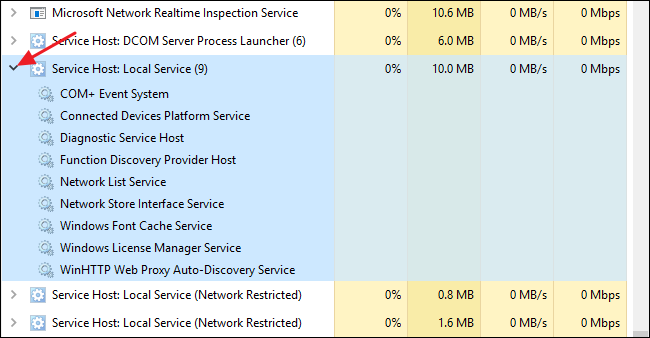 Microsoft Network Realtime Inspection Service 0% 10.6 MB 0 MB/s 0 Mbps
Service Host: DCOM Server Process Launcher (6) 0% 6.0 MB 0 MB/s 0 Mbps
Service Host: Local Service (9) 0% 10.0 MB 0 MB/s 0 Mbps
COM+ Event System
Connected Devices Platform Service
Diagnostic Service Host
Function Discovery Provider Host
Network List Service
Network Store Interface Service
Windows Font Cache Service
Windows License Manager Service
WinHTTP Web Proxy Auto-Discovery Service
Service Host: Local Service (Network Restricted) 0% 0.8 MB 0 MB/s 0 Mbps
Service Host: Local Service (Network Restricted) 0% 1.6 MB 0 MB/s 0 Mbps